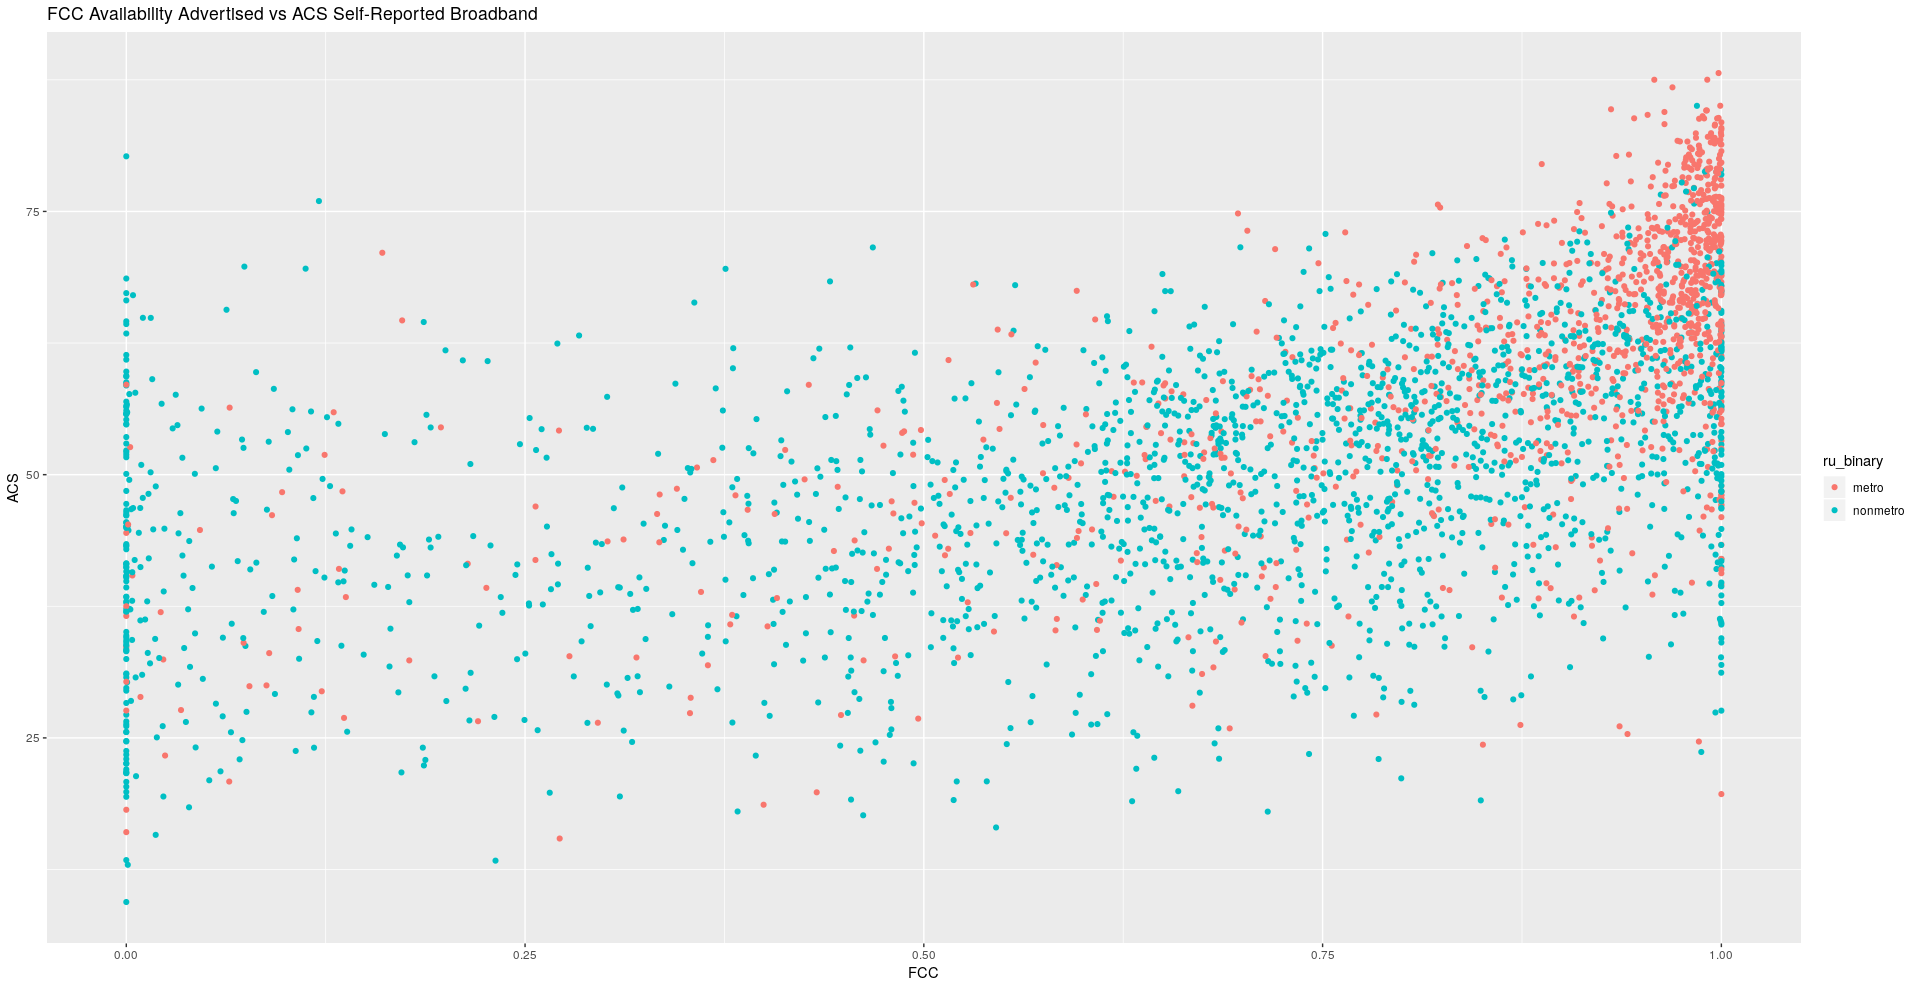 FCC Availability Advertised vs ACS Self-Reported Broadband
ACS
75
50
25
0.00
0.25
0.50
0.75
1.00
FCC
ru_binary
metro
nonmetro